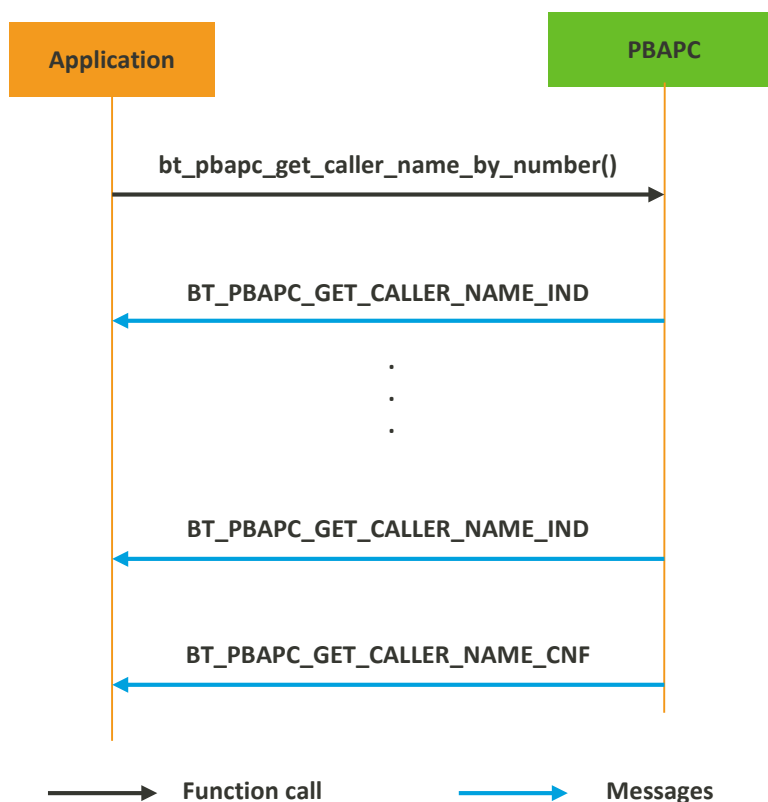 Application
PBAPC
bt_pbapc_get_caller_name_by_number()
BT_PBAPC_GET_CALLER_NAME_IND
.
.
.
BT_PBAPC_GET_CALLER_NAME_IND
BT_PBAPC_GET_CALLER_NAME_CNF
Function call
Messages